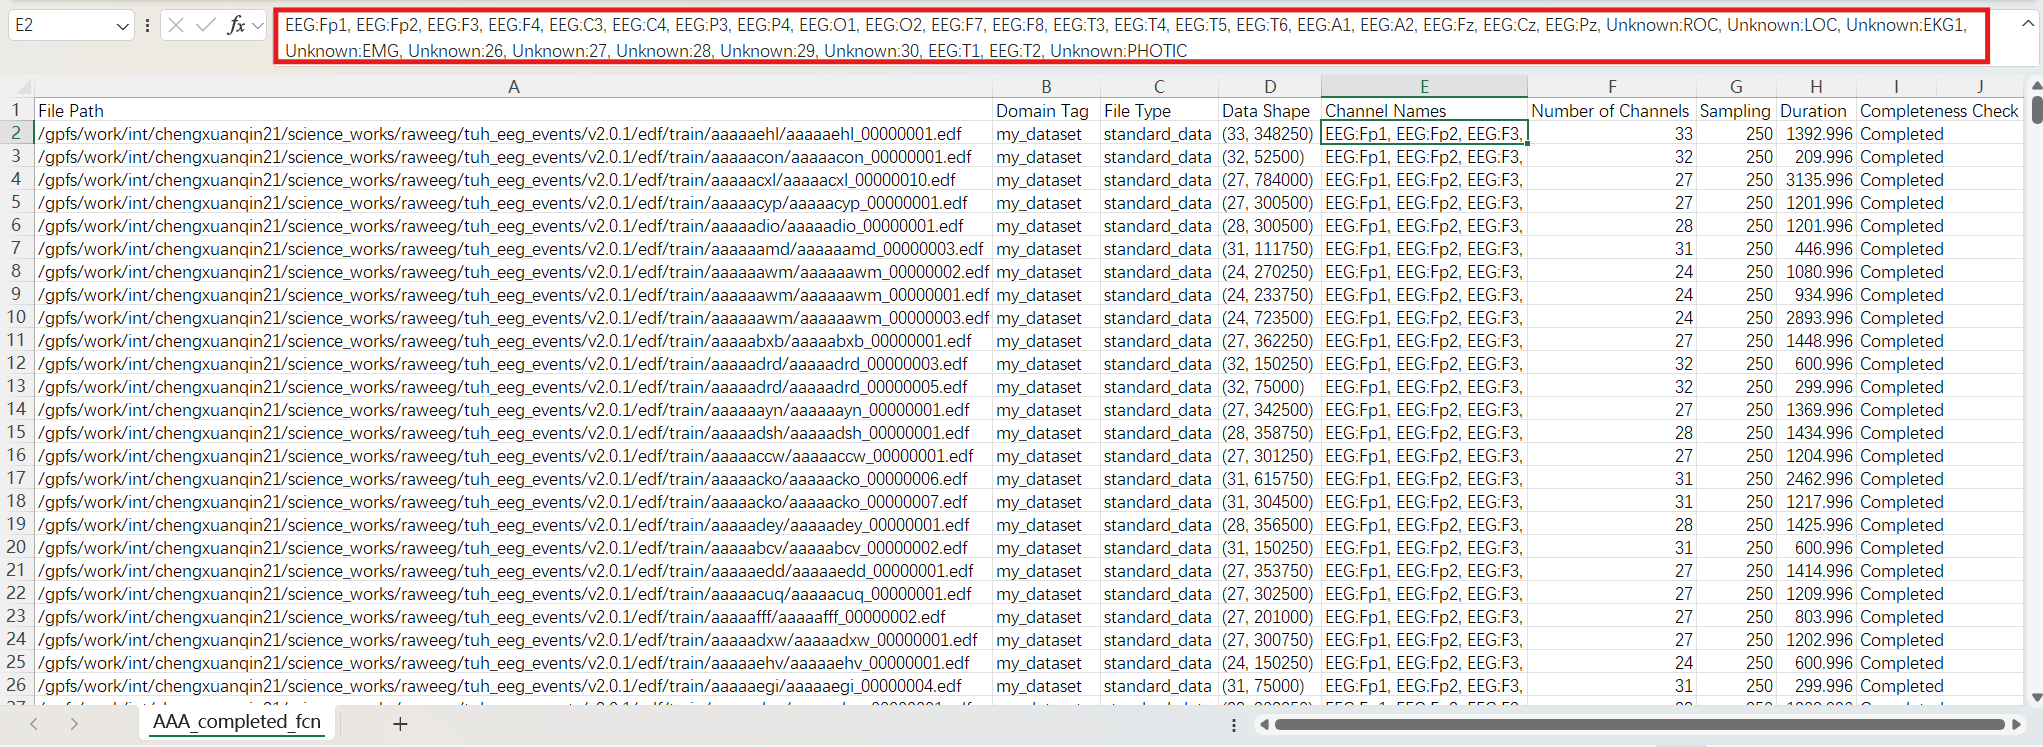 E2
fx
EEG:Fp1, EEG:Fp2, EEG:F3, EEG:F4, EEG:C3, EEG:C4, EEG:P3, EEG:P4, EEG:O1, EEG:O2, EEG:F7, EEG:F8, EEG:T3, EEG:T4, EEG:T5, EEG:T6, EEG:A1, EEG:A2, EEG:Fz, EEG:Cz, EEG:Pz, Unknown:ROC, Unknown:LOC, Unknown:EKG1,
Unknown:EMG, Unknown:26, Unknown:27, Unknown:28, Unknown:29, Unknown:30, EEG:T1, EEG:T2, Unknown:PHOTIC
A B C D E F G H I J
1 File Path Domain Tag File Type Data Shape Channel Names Number of Channels Sampling Duration Completeness Check
2 /gpfs/work/int/chengxuanqin21/science_works/raweeg/tuh_eeg_events/v2.0.1/edf/train/aaaaaehl/aaaaaehl_00000001.edf my_dataset standard_data (33, 348250) EEG:Fp1, EEG:Fp2, EEG:F3, 33 250 1392.996 Completed
3 /gpfs/work/int/chengxuanqin21/science_works/raweeg/tuh_eeg_events/v2.0.1/edf/train/aaaaacon/aaaaacon_00000001.edf my_dataset standard_data (32, 52500) EEG:Fp1, EEG:Fp2, EEG:F3, 32 250 209.996 Completed
4 /gpfs/work/int/chengxuanqin21/science_works/raweeg/tuh_eeg_events/v2.0.1/edf/train/aaaaacxl/aaaaacxl_00000010.edf my_dataset standard_data (27, 784000) EEG:Fp1, EEG:Fp2, EEG:F3, 27 250 3135.996 Completed
5 /gpfs/work/int/chengxuanqin21/science_works/raweeg/tuh_eeg_events/v2.0.1/edf/train/aaaaacyp/aaaaacyp_00000001.edf my_dataset standard_data (27, 300500) EEG:Fp1, EEG:Fp2, EEG:F3, 27 250 1201.996 Completed
6 /gpfs/work/int/chengxuanqin21/science_works/raweeg/tuh_eeg_events/v2.0.1/edf/train/aaaaadio/aaaaadio_00000001.edf my_dataset standard_data (28, 300500) EEG:Fp1, EEG:Fp2, EEG:F3, 28 250 1201.996 Completed
7 /gpfs/work/int/chengxuanqin21/science_works/raweeg/tuh_eeg_events/v2.0.1/edf/train/aaaaaamd/aaaaaamd_00000003.edf my_dataset standard_data (31, 111750) EEG:Fp1, EEG:Fp2, EEG:F3, 31 250 446.996 Completed
8 /gpfs/work/int/chengxuanqin21/science_works/raweeg/tuh_eeg_events/v2.0.1/edf/train/aaaaaawm/aaaaaawm_00000002.edf my_dataset standard_data (24, 270250) EEG:Fp1, EEG:Fp2, EEG:F3, 24 250 1080.996 Completed
9 /gpfs/work/int/chengxuanqin21/science_works/raweeg/tuh_eeg_events/v2.0.1/edf/train/aaaaaawm/aaaaaawm_00000001.edf my_dataset standard_data (24, 233750) EEG:Fp1, EEG:Fp2, EEG:F3, 24 250 934.996 Completed
10 /gpfs/work/int/chengxuanqin21/science_works/raweeg/tuh_eeg_events/v2.0.1/edf/train/aaaaaawm/aaaaaawm_00000003.edf my_dataset standard_data (24, 723500) EEG:Fp1, EEG:Fp2, EEG:F3, 24 250 2893.996 Completed
11 /gpfs/work/int/chengxuanqin21/science_works/raweeg/tuh_eeg_events/v2.0.1/edf/train/aaaaabxb/aaaaabxb_00000001.edf my_dataset standard_data (27, 362250) EEG:Fp1, EEG:Fp2, EEG:F3, 27 250 1448.996 Completed
12 /gpfs/work/int/chengxuanqin21/science_works/raweeg/tuh_eeg_events/v2.0.1/edf/train/aaaaadrd/aaaaadrd_00000003.edf my_dataset standard_data (32, 150250) EEG:Fp1, EEG:Fp2, EEG:F3, 32 250 600.996 Completed
13 /gpfs/work/int/chengxuanqin21/science_works/raweeg/tuh_eeg_events/v2.0.1/edf/train/aaaaadrd/aaaaadrd_00000005.edf my_dataset standard_data (32, 75000) EEG:Fp1, EEG:Fp2, EEG:F3, 32 250 299.996 Completed
14 /gpfs/work/int/chengxuanqin21/science_works/raweeg/tuh_eeg_events/v2.0.1/edf/train/aaaaaayn/aaaaaayn_00000001.edf my_dataset standard_data (27, 342500) EEG:Fp1, EEG:Fp2, EEG:F3, 27 250 1369.996 Completed
15 /gpfs/work/int/chengxuanqin21/science_works/raweeg/tuh_eeg_events/v2.0.1/edf/train/aaaaadsh/aaaaadsh_00000001.edf my_dataset standard_data (28, 358750) EEG:Fp1, EEG:Fp2, EEG:F3, 28 250 1434.996 Completed
16 /gpfs/work/int/chengxuanqin21/science_works/raweeg/tuh_eeg_events/v2.0.1/edf/train/aaaaaccw/aaaaaccw_00000001.edf my_dataset standard_data (27, 301250) EEG:Fp1, EEG:Fp2, EEG:F3, 27 250 1204.996 Completed
17 /gpfs/work/int/chengxuanqin21/science_works/raweeg/tuh_eeg_events/v2.0.1/edf/train/aaaaacko/aaaaacko_00000006.edf my_dataset standard_data (31, 615750) EEG:Fp1, EEG:Fp2, EEG:F3, 31 250 2462.996 Completed
18 /gpfs/work/int/chengxuanqin21/science_works/raweeg/tuh_eeg_events/v2.0.1/edf/train/aaaaacko/aaaaacko_00000007.edf my_dataset standard_data (31, 304500) EEG:Fp1, EEG:Fp2, EEG:F3, 31 250 1217.996 Completed
19 /gpfs/work/int/chengxuanqin21/science_works/raweeg/tuh_eeg_events/v2.0.1/edf/train/aaaaadey/aaaaadey_00000001.edf my_dataset standard_data (28, 356500) EEG:Fp1, EEG:Fp2, EEG:F3, 28 250 1425.996 Completed
20 /gpfs/work/int/chengxuanqin21/science_works/raweeg/tuh_eeg_events/v2.0.1/edf/train/aaaaabcv/aaaaabcv_00000002.edf my_dataset standard_data (31, 150250) EEG:Fp1, EEG:Fp2, EEG:F3, 31 250 600.996 Completed
21 /gpfs/work/int/chengxuanqin21/science_works/raweeg/tuh_eeg_events/v2.0.1/edf/train/aaaaaedd/aaaaaedd_00000001.edf my_dataset standard_data (27, 353750) EEG:Fp1, EEG:Fp2, EEG:F3, 27 250 1414.996 Completed
22 /gpfs/work/int/chengxuanqin21/science_works/raweeg/tuh_eeg_events/v2.0.1/edf/train/aaaaacuq/aaaaacuq_00000001.edf my_dataset standard_data (27, 302500) EEG:Fp1, EEG:Fp2, EEG:F3, 27 250 1209.996 Completed
23 /gpfs/work/int/chengxuanqin21/science_works/raweeg/tuh_eeg_events/v2.0.1/edf/train/aaaaafff/aaaaafff_00000002.edf my_dataset standard_data (27, 201000) EEG:Fp1, EEG:Fp2, EEG:F3, 27 250 803.996 Completed
24 /gpfs/work/int/chengxuanqin21/science_works/raweeg/tuh_eeg_events/v2.0.1/edf/train/aaaaadxw/aaaaadxw_00000001.edf my_dataset standard_data (27, 300750) EEG:Fp1, EEG:Fp2, EEG:F3, 27 250 1202.996 Completed
25 /gpfs/work/int/chengxuanqin21/science_works/raweeg/tuh_eeg_events/v2.0.1/edf/train/aaaaaehv/aaaaaehv_00000001.edf my_dataset standard_data (24, 150250) EEG:Fp1, EEG:Fp2, EEG:F3, 24 250 600.996 Completed
26 /gpfs/work/int/chengxuanqin21/science_works/raweeg/tuh_eeg_events/v2.0.1/edf/train/aaaaaegi/aaaaaegi_00000004.edf my_dataset standard_data (31, 75000) EEG:Fp1, EEG:Fp2, EEG:F3, 31 250 299.996 Completed
AAA_completed_fcn